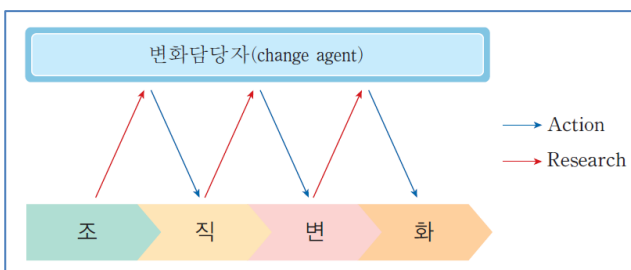 변화담당자(change agent)
Action
Research
조 직 변 화